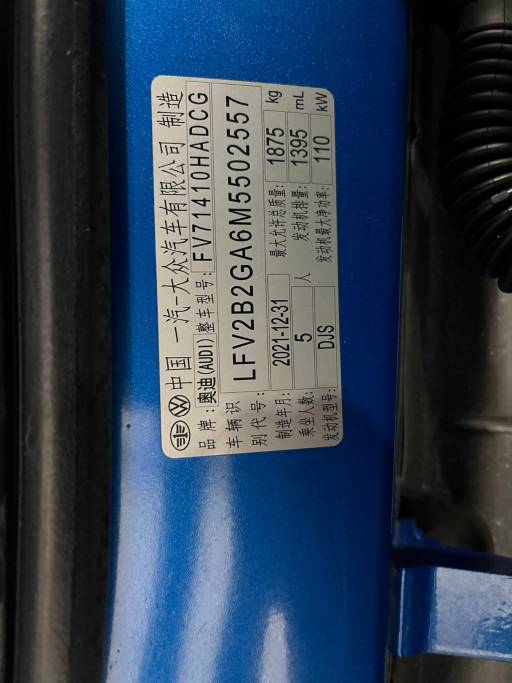 中国 一汽-大众汽车有限公司 制造
品牌: 奥迪(AUDI) 整车型号: FV71410HADCG
车辆识别代号: LFV2B2GA6M5502557
制造年月: 2021-12-31 最大允许总质量: 1875 kg
乘坐人数: 5 人 发动机排量: 1395 mL
发动机型号: DJS 发动机最大净功率: 110 kW